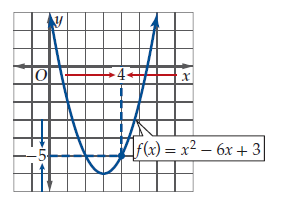 y
O
4
x
-5
f(x) = x² − 6x + 3